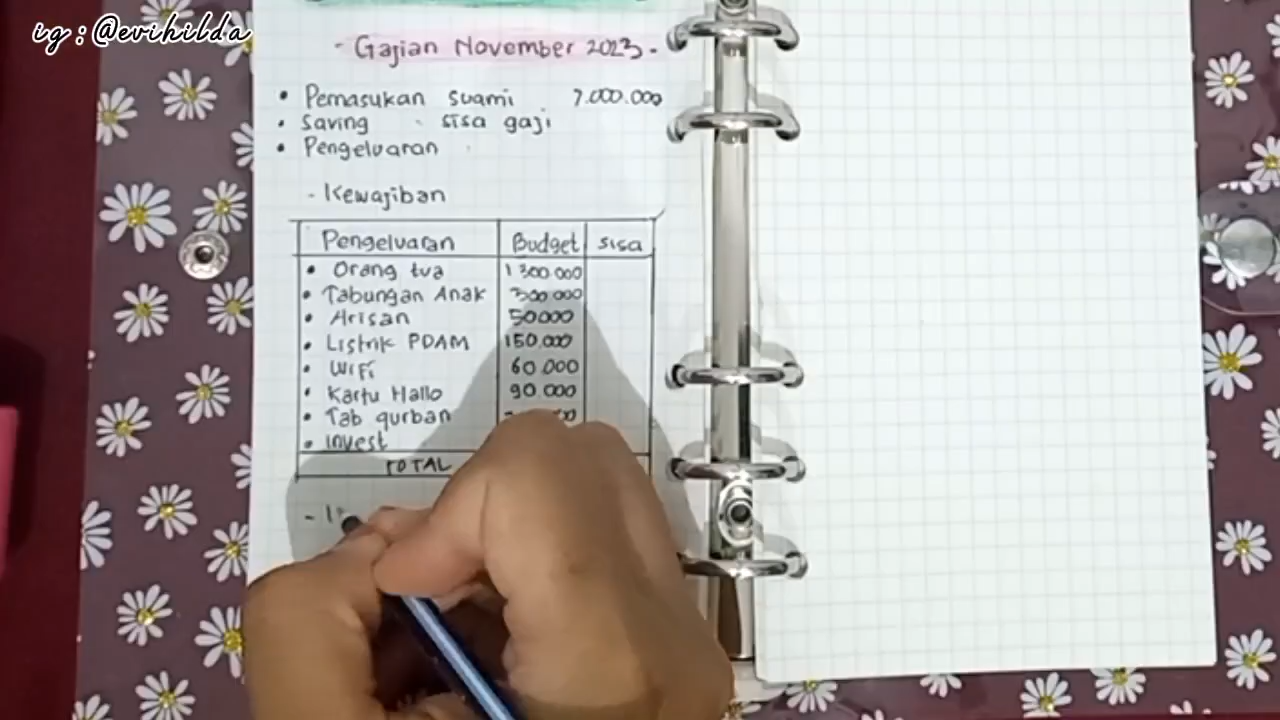 ig : @evihilda
- Gajian November 2023 -
• Pemasukan suami 7.000.000
• Saving - sisa gaji
• Pengeluaran
- Kewajiban
Pengeluaran Budget Sisa
• Orang tua 1 300.000
• Tabungan Anak 300.000
• Arisan 50.000
• Listrik PDAM 150.000
• Wifi 60.000
• Kartu Hallo 90.000
• Tab qurban
• invest
TOTAL